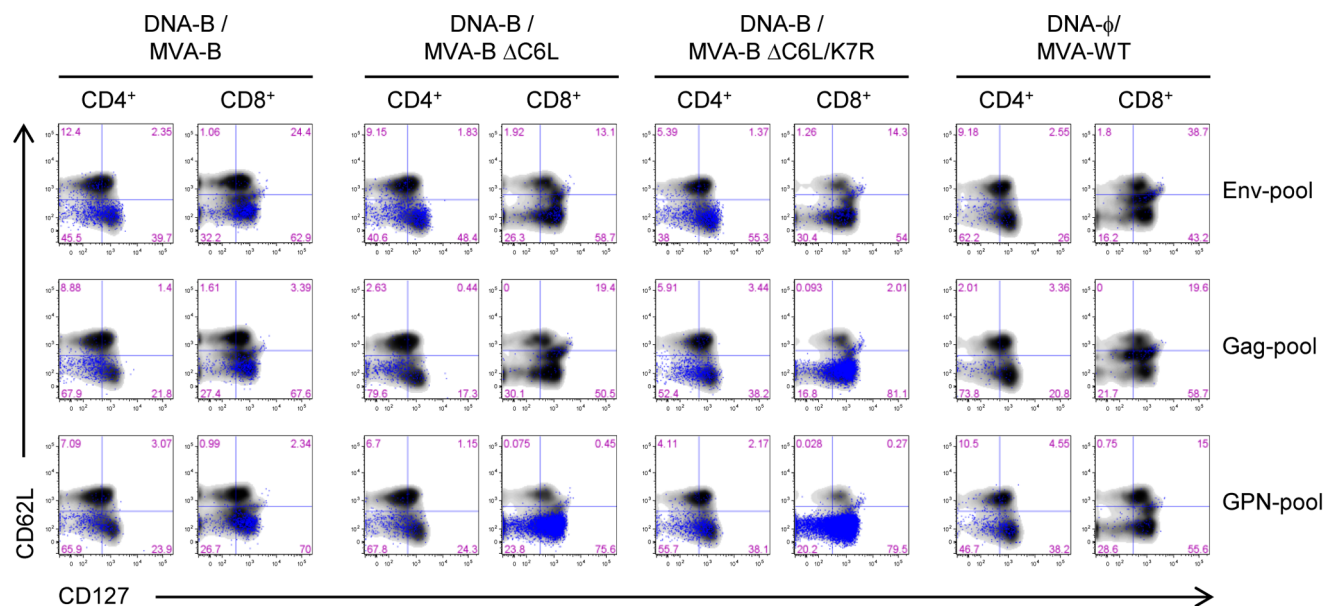 DNA-B / DNA-B / DNA-B / DNA-ϕ/
MVA-B MVA-B ΔC6L MVA-B ΔC6L/K7R MVA-WT
CD4+ CD8+ CD4+ CD8+ CD4+ CD8+ CD4+ CD8+
12.4 2.35 1.06 24.4 9.15 1.83 1.92 13.1 5.39 1.37 1.26 14.3 9.18 2.55 1.8 38.7
Env-pool
45.5 39.7 32.2 62.9 40.6 48.4 26.3 58.7 38 55.3 30.4 54 62.2 26 16.2 43.2
8.88 1.4 1.61 3.39 2.63 0.44 0 19.4 5.91 3.44 0.093 2.01 2.01 3.36 0 19.6
Gag-pool
67.9 21.8 27.4 67.6 79.6 17.3 30.1 50.5 52.4 38.2 16.8 81.1 73.8 20.8 21.7 58.7
7.09 3.07 0.99 2.34 6.7 1.15 0.075 0.45 4.11 2.17 0.028 0.27 10.5 4.55 0.75 15
GPN-pool
65.9 23.9 26.7 70 67.8 24.3 23.8 75.6 55.7 38.1 20.2 79.5 46.7 38.2 28.6 55.6
CD62L
CD127